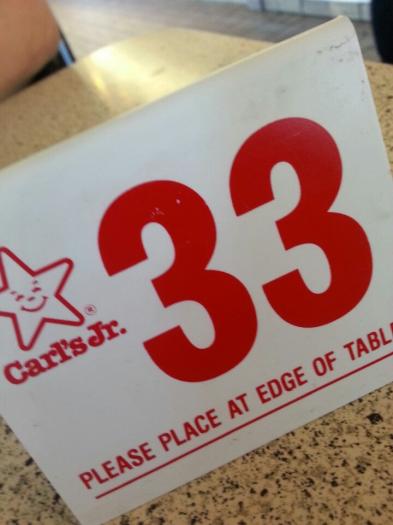 33
Carl's Jr.®
PLEASE PLACE AT EDGE OF TABL